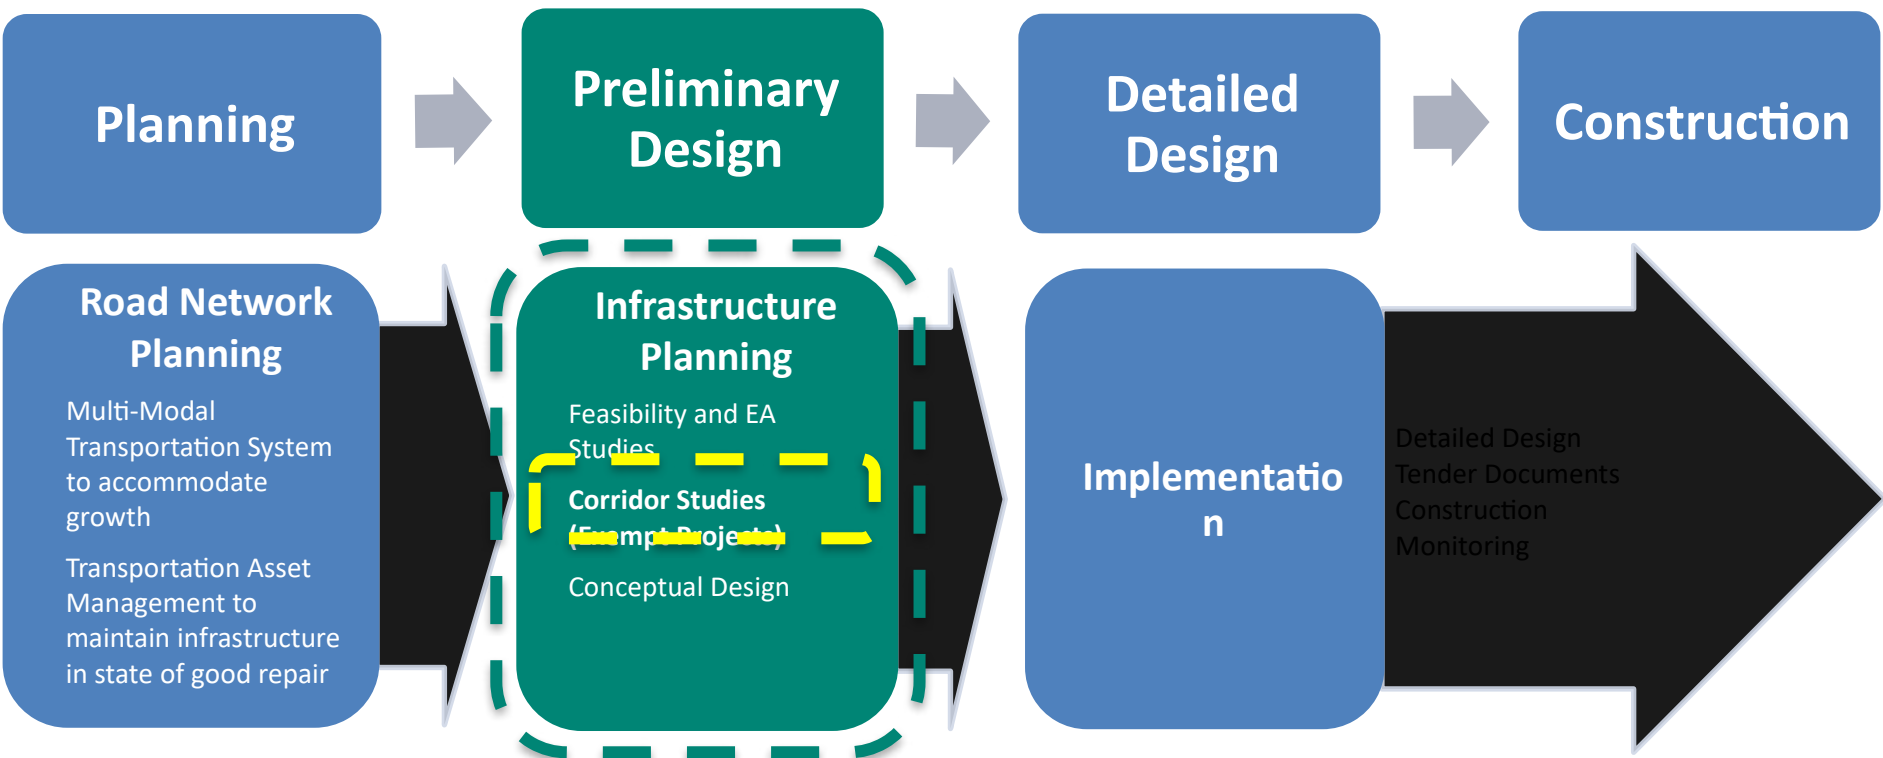 Planning
Preliminary
Design
Detailed
Design
Construction
Road Network
Planning
Multi-Modal
Transportation System
to accommodate
growth
Transportation Asset
Management to
maintain infrastructure
in state of good repair
Infrastructure
Planning
Feasibility and EA
Studies
Corridor Studies
(Exempt Projects)
Conceptual Design
Implementatio
n
Detailed Design
Tender Documents
Construction
Monitoring